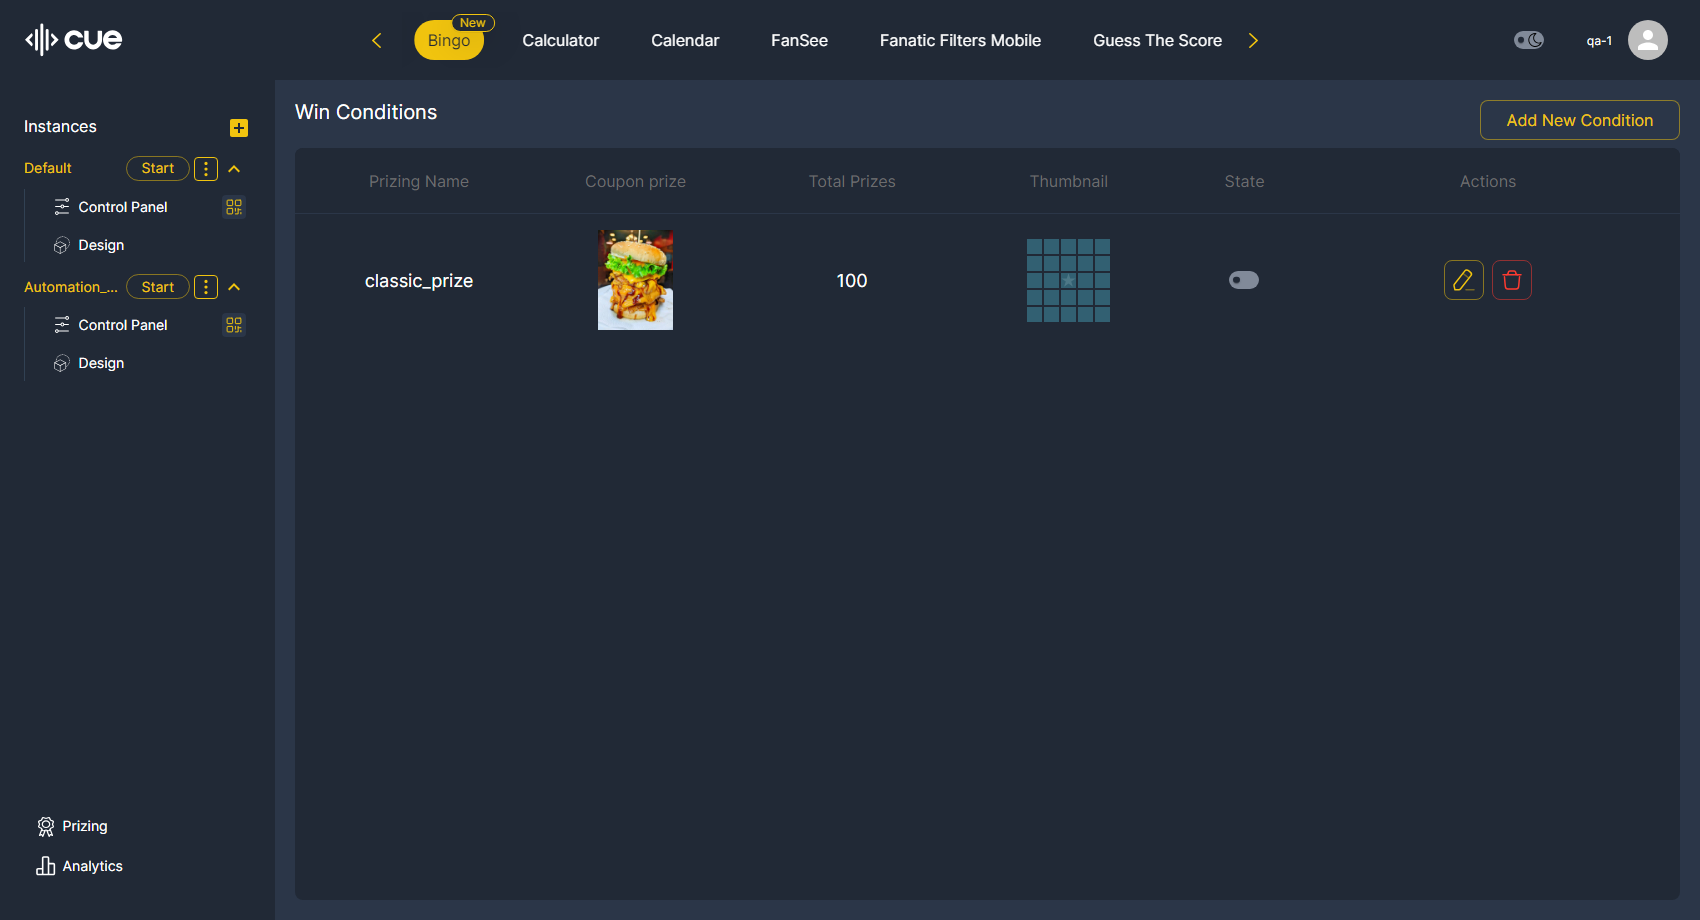 cue
New
Bingo
Calculator
Calendar
FanSee
Fanatic Filters Mobile
Guess The Score
qa-1
Instances
Default
Start
Control Panel
Design
Automation_...
Start
Control Panel
Design
Prizing
Analytics
Win Conditions
Add New Condition
Prizing Name
Coupon prize
Total Prizes
Thumbnail
State
Actions
classic_prize
100